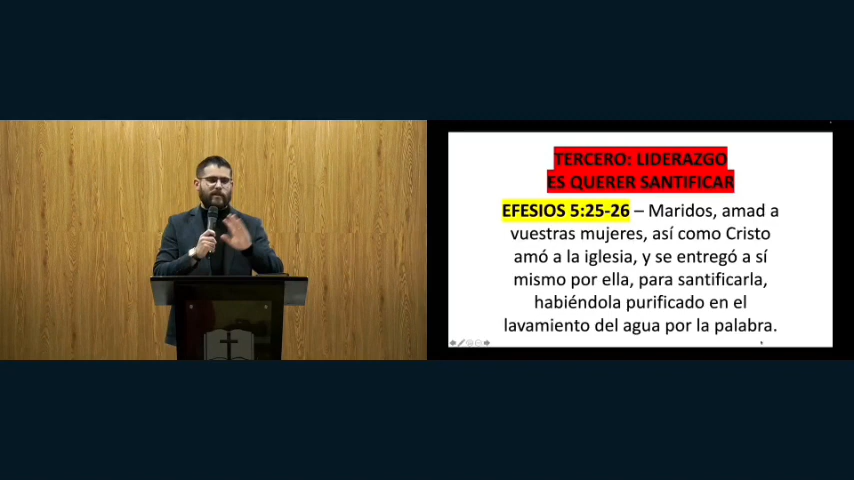 TERCERO: LIDERAZGO
ES QUERER SANTIFICAR
EFESIOS 5:25-26 – Maridos, amad a
vuestras mujeres, así como Cristo
amó a la iglesia, y se entregó a sí
mismo por ella, para santificarla,
habiéndola purificado en el
lavamiento del agua por la palabra.